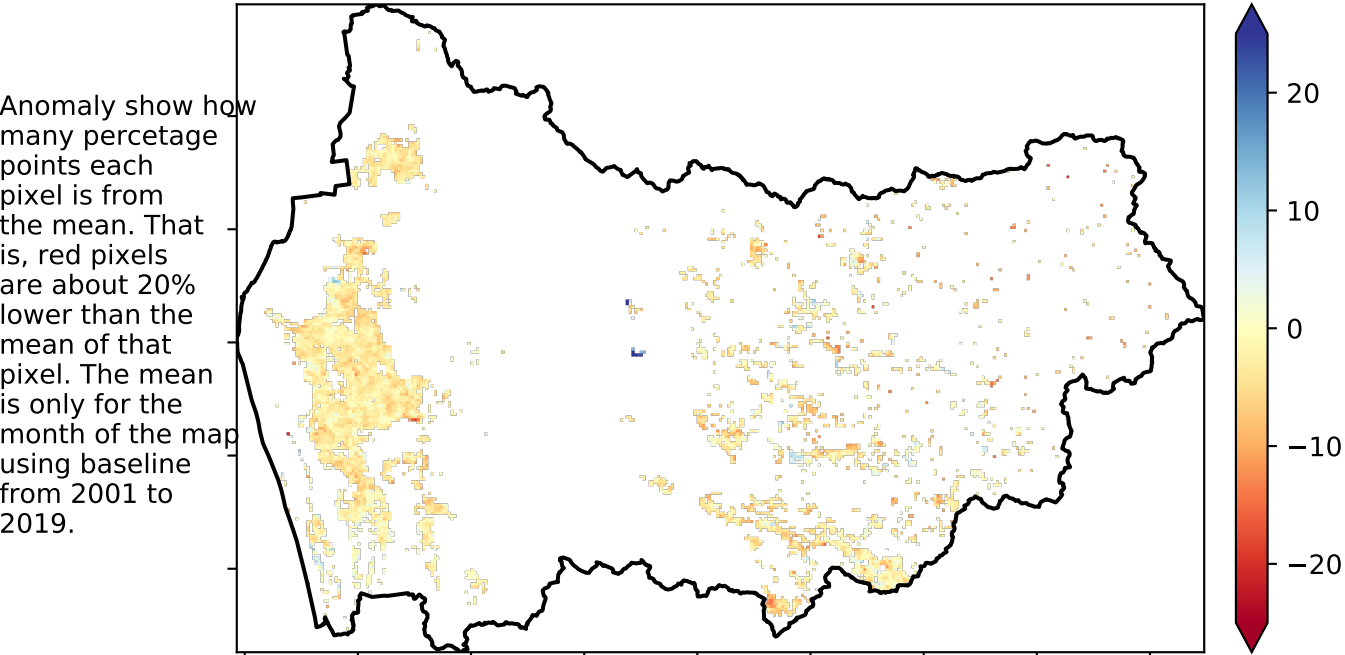 Anomaly show how
many percetage
points each
pixel is from
the mean. That
is, red pixels
are about 20%
lower than the
mean of that
pixel. The mean
is only for the
month of the map
using baseline
from 2001 to
2019.
20
10
0
−10
−20